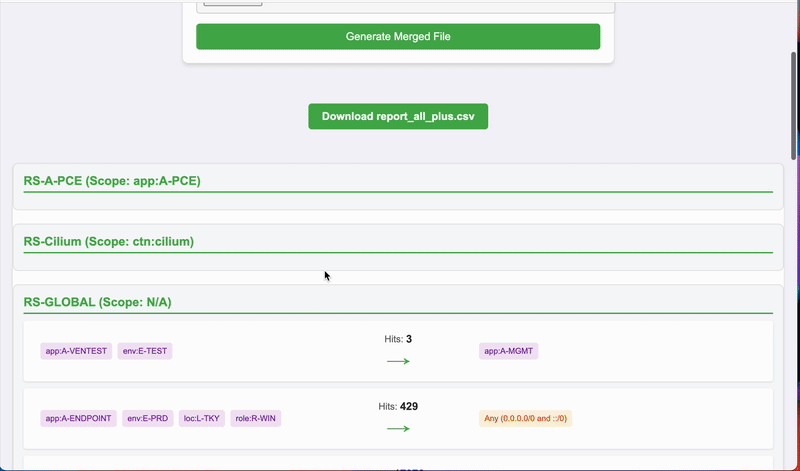 Generate Merged File
Download report_all_plus.csv
RS-A-PCE (Scope: app:A-PCE)
RS-Cilium (Scope: ctn:cilium)
RS-GLOBAL (Scope: N/A)
Hits: 3
app:A-VENTEST env:E-TEST app:A-MGMT
Hits: 429
app:A-ENDPOINT env:E-PRD loc:L-TKY role:R-WIN Any (0.0.0.0/0 and ::/0)